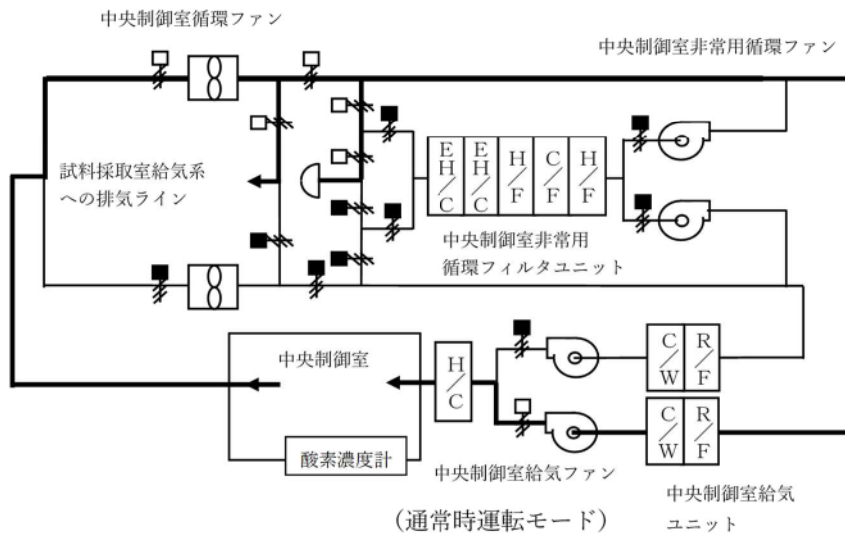 中央制御室循環ファン
中央制御室非常用循環ファン
試料採取室給気系
への排気ライン
EH/C
EH/C
H/F
C/F
H/F
中央制御室非常用
循環フィルタユニット
中央制御室
H/C
C/W
R/F
C/W
R/F
酸素濃度計
中央制御室給気ファン
中央制御室給気
ユニット
（通常時運転モード）